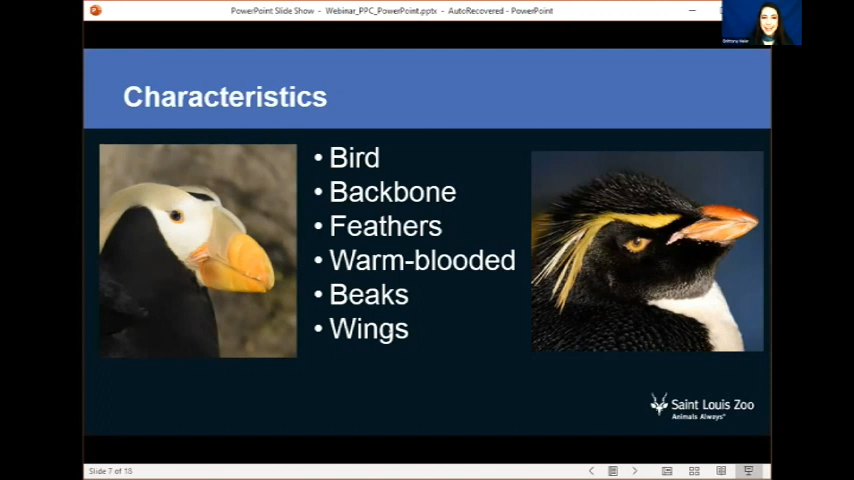 PowerPoint Slide Show - Webinar_PPC_PowerPoint.pptx - AutoRecovered - PowerPoint
Characteristics
• Bird
• Backbone
• Feathers
• Warm-blooded
• Beaks
• Wings
Saint Louis Zoo
Animals Always®
Slide 7 of 18